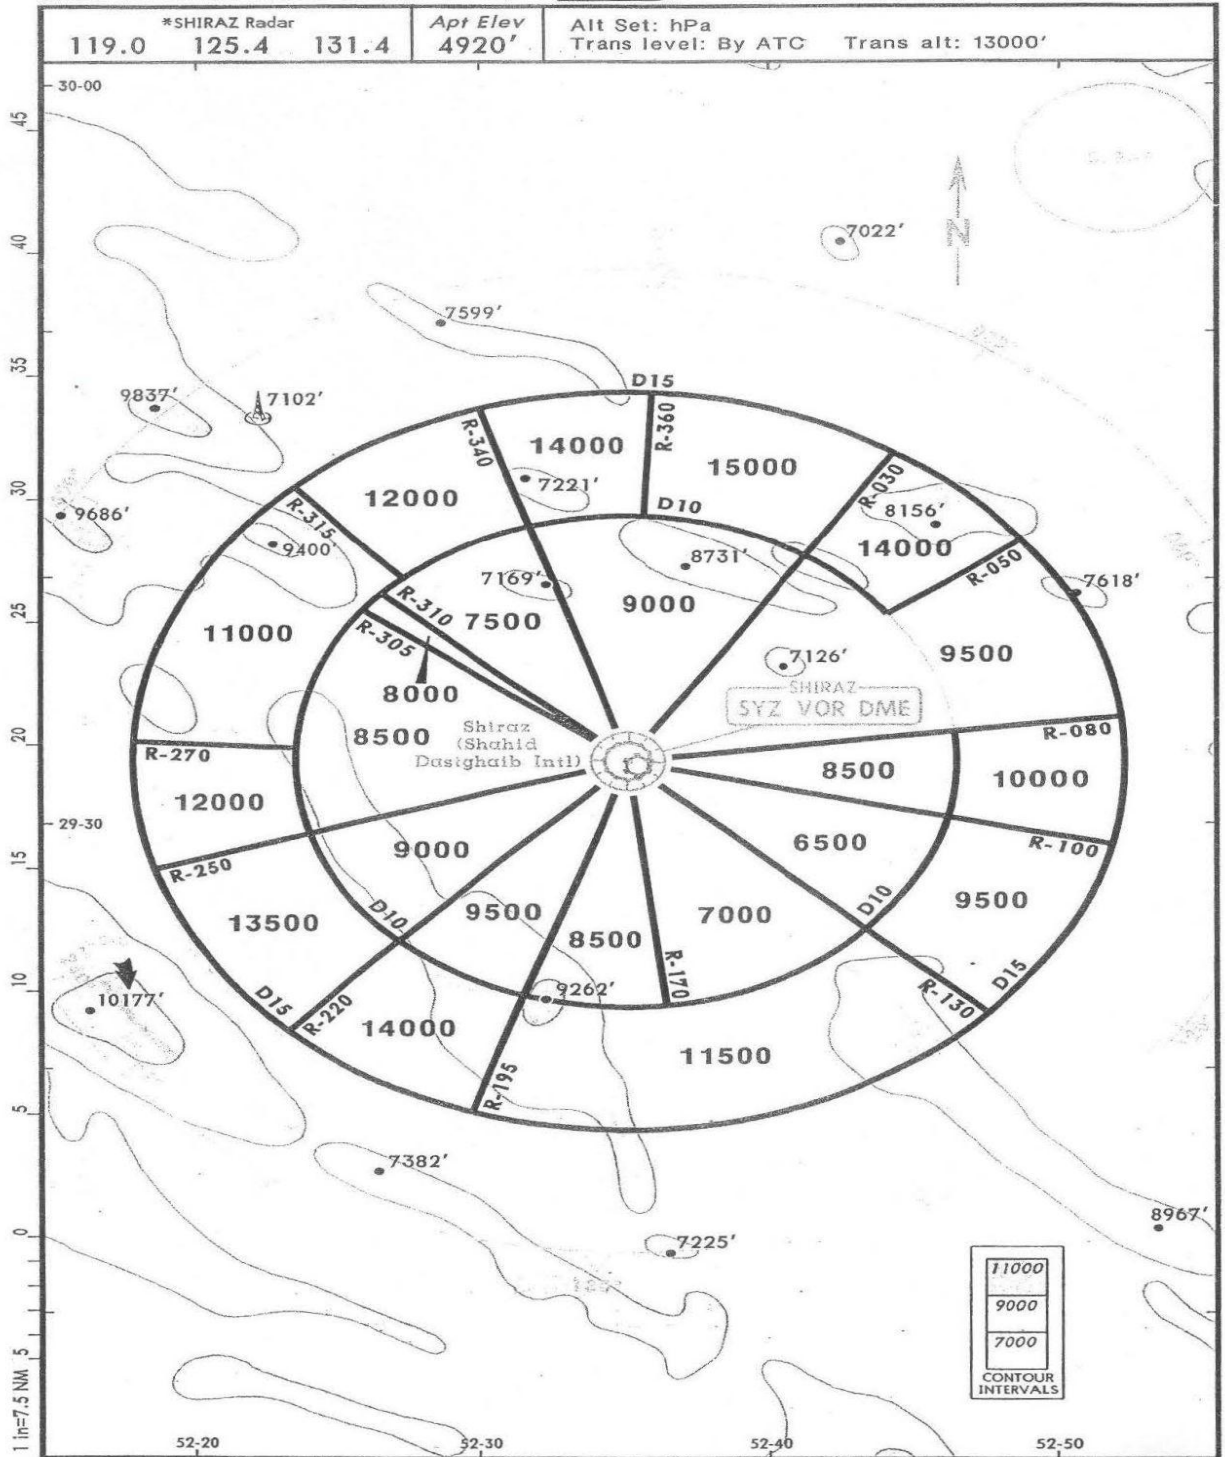 *SHIRAZ Radar
119.0 125.4 131.4
Apt Elev
4920'
Alt Set: hPa
Trans level: By ATC Trans alt: 13000'
30-00
45
40
7022'
N
7599'
35
9837'
7102'
D15
R-340
14000
R-360
15000
R-030
7221'
12000
D10
8156'
30
9686'
R-315
9400'
14000
R-050
8731'
7169'
7618'
R-310
7500
9000
25
11000
R-305
7126'
9500
8000
SHIRAZ
SYZ VOR DME
8500
Shiraz
(Shahid
Dastghaib Intl)
20
R-270
R-080
8500
10000
12000
29-30
9000
6500
R-100
15
R-250
D10
9500
7000
D10
9500
13500
8500
R-170
10
10177'
D15
R-220
9262'
R-130
D15
14000
11500
R-195
5
7382'
8967'
0
7225'
11000
9000
7000
CONTOUR
INTERVALS
5
1 in=7.5 NM
52-20
52-30
52-40
52-50